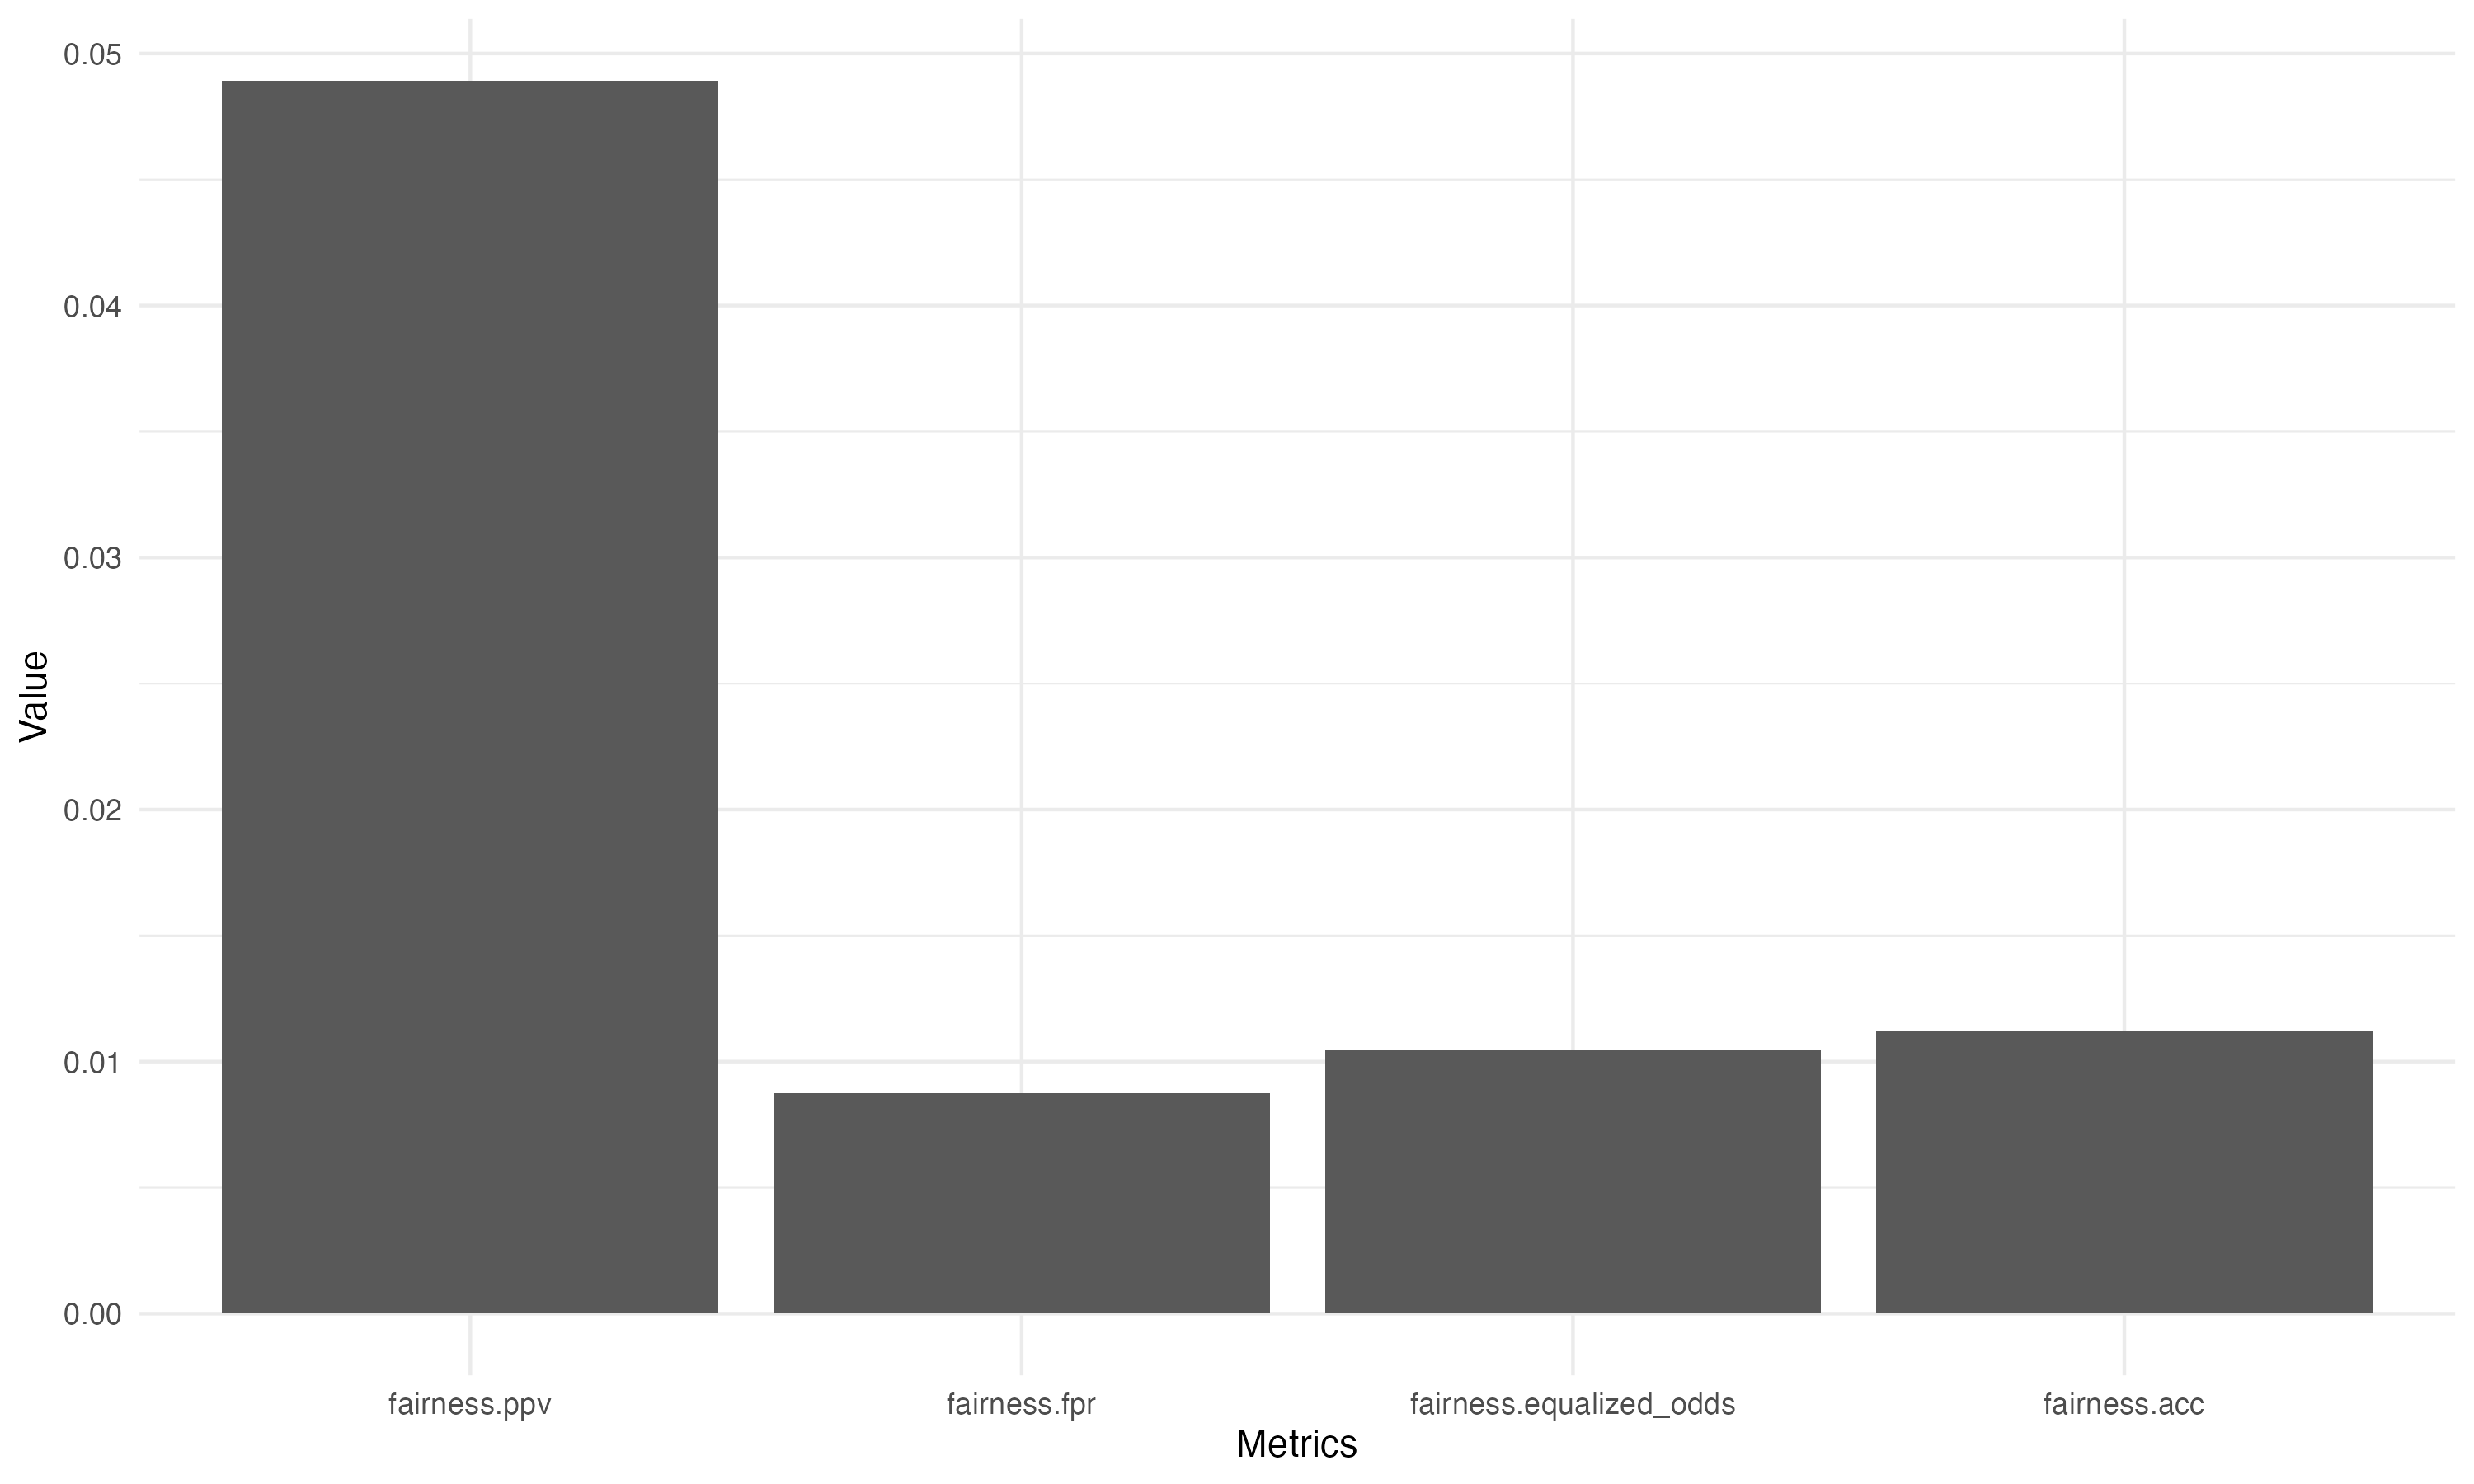 0.05
0.04
0.03
0.02
0.01
0.00
Value
fairness.ppv
fairness.fpr
fairness.equalized_odds
fairness.acc
Metrics